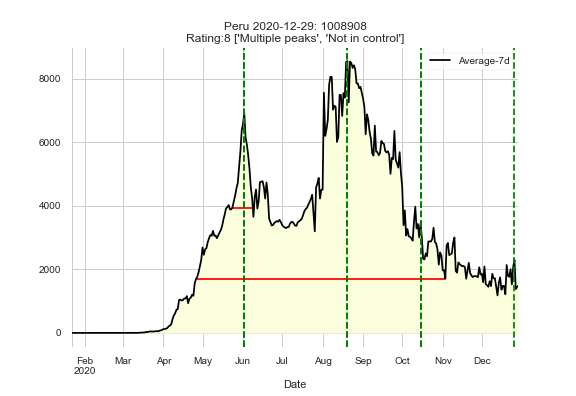 Peru 2020-12-29: 1008908
Rating:8 ['Multiple peaks', 'Not in control']
Average-7d
8000
6000
4000
2000
0
Feb Mar Apr May Jun Jul Aug Sep Oct Nov Dec
2020
Date